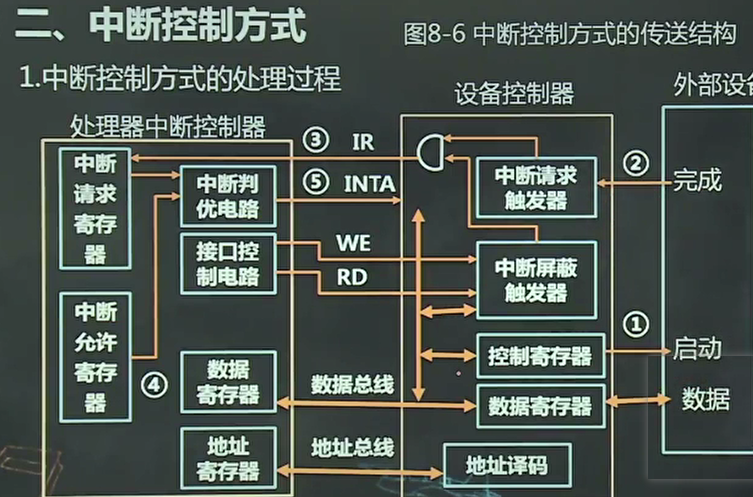 二、中断控制方式
图8-6 中断控制方式的传送结构
1.中断控制方式的处理过程
设备控制器
外部设备
处理器中断控制器
③ IR
中断
请求
寄存
器
中断判
优电路
⑤ INTA
中断请求
触发器
②
完成
接口控
制电路
WE
RD
中断屏蔽
触发器
中断
允许
寄存
器
④
①
控制寄存器
启动
数据
寄存器
数据总线
数据寄存器
数据
地址
寄存器
地址总线
地址译码